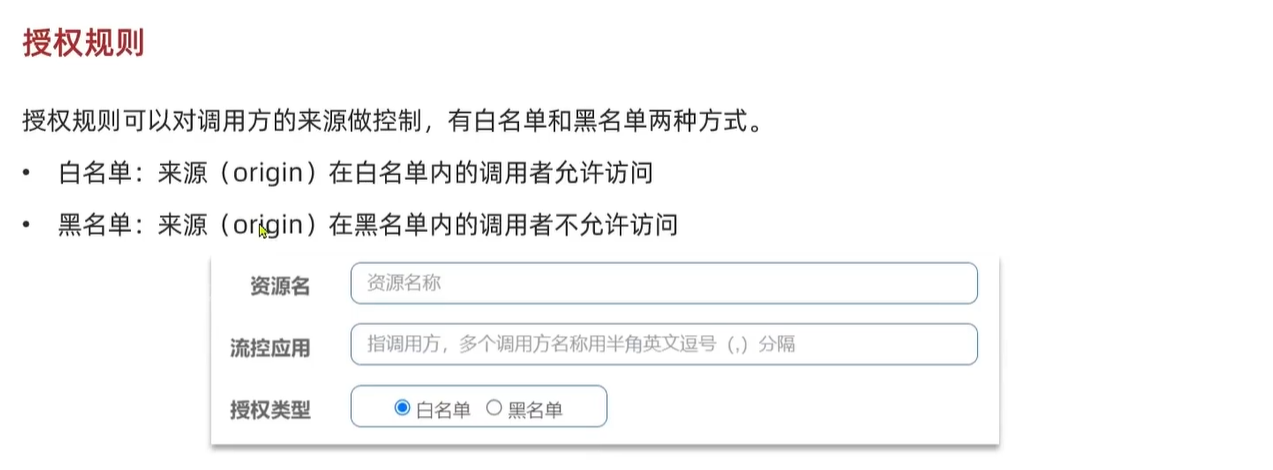 授权规则
授权规则可以对调用方的来源做控制，有白名单和黑名单两种方式。
• 白名单：来源（origin）在白名单内的调用者允许访问
• 黑名单：来源（origin）在黑名单内的调用者不允许访问
资源名 资源名称
流控应用 指调用方，多个调用方名称用半角英文逗号（,）分隔
授权类型 白名单 黑名单